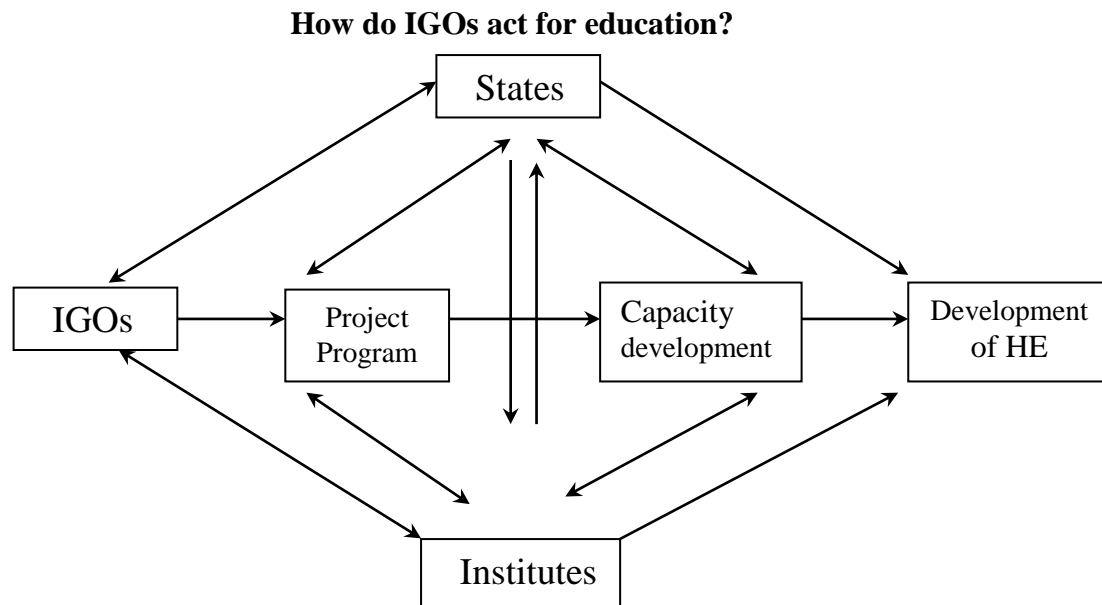 How do IGOs act for education?
States
IGOs
Project
Program
Capacity
development
Development
of HE
Institutes